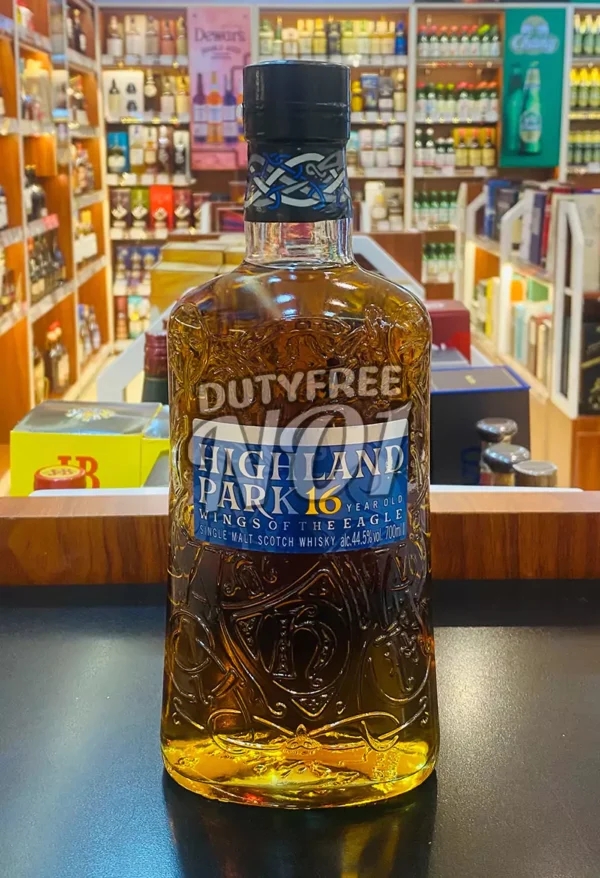 Dewar's
DUTYFREE
NO1
HIGHLAND
PARK 16 YEAR OLD
WINGS OF THE EAGLE
SINGLE MALT SCOTCH WHISKY alc.44.5%vol 700ml
JB